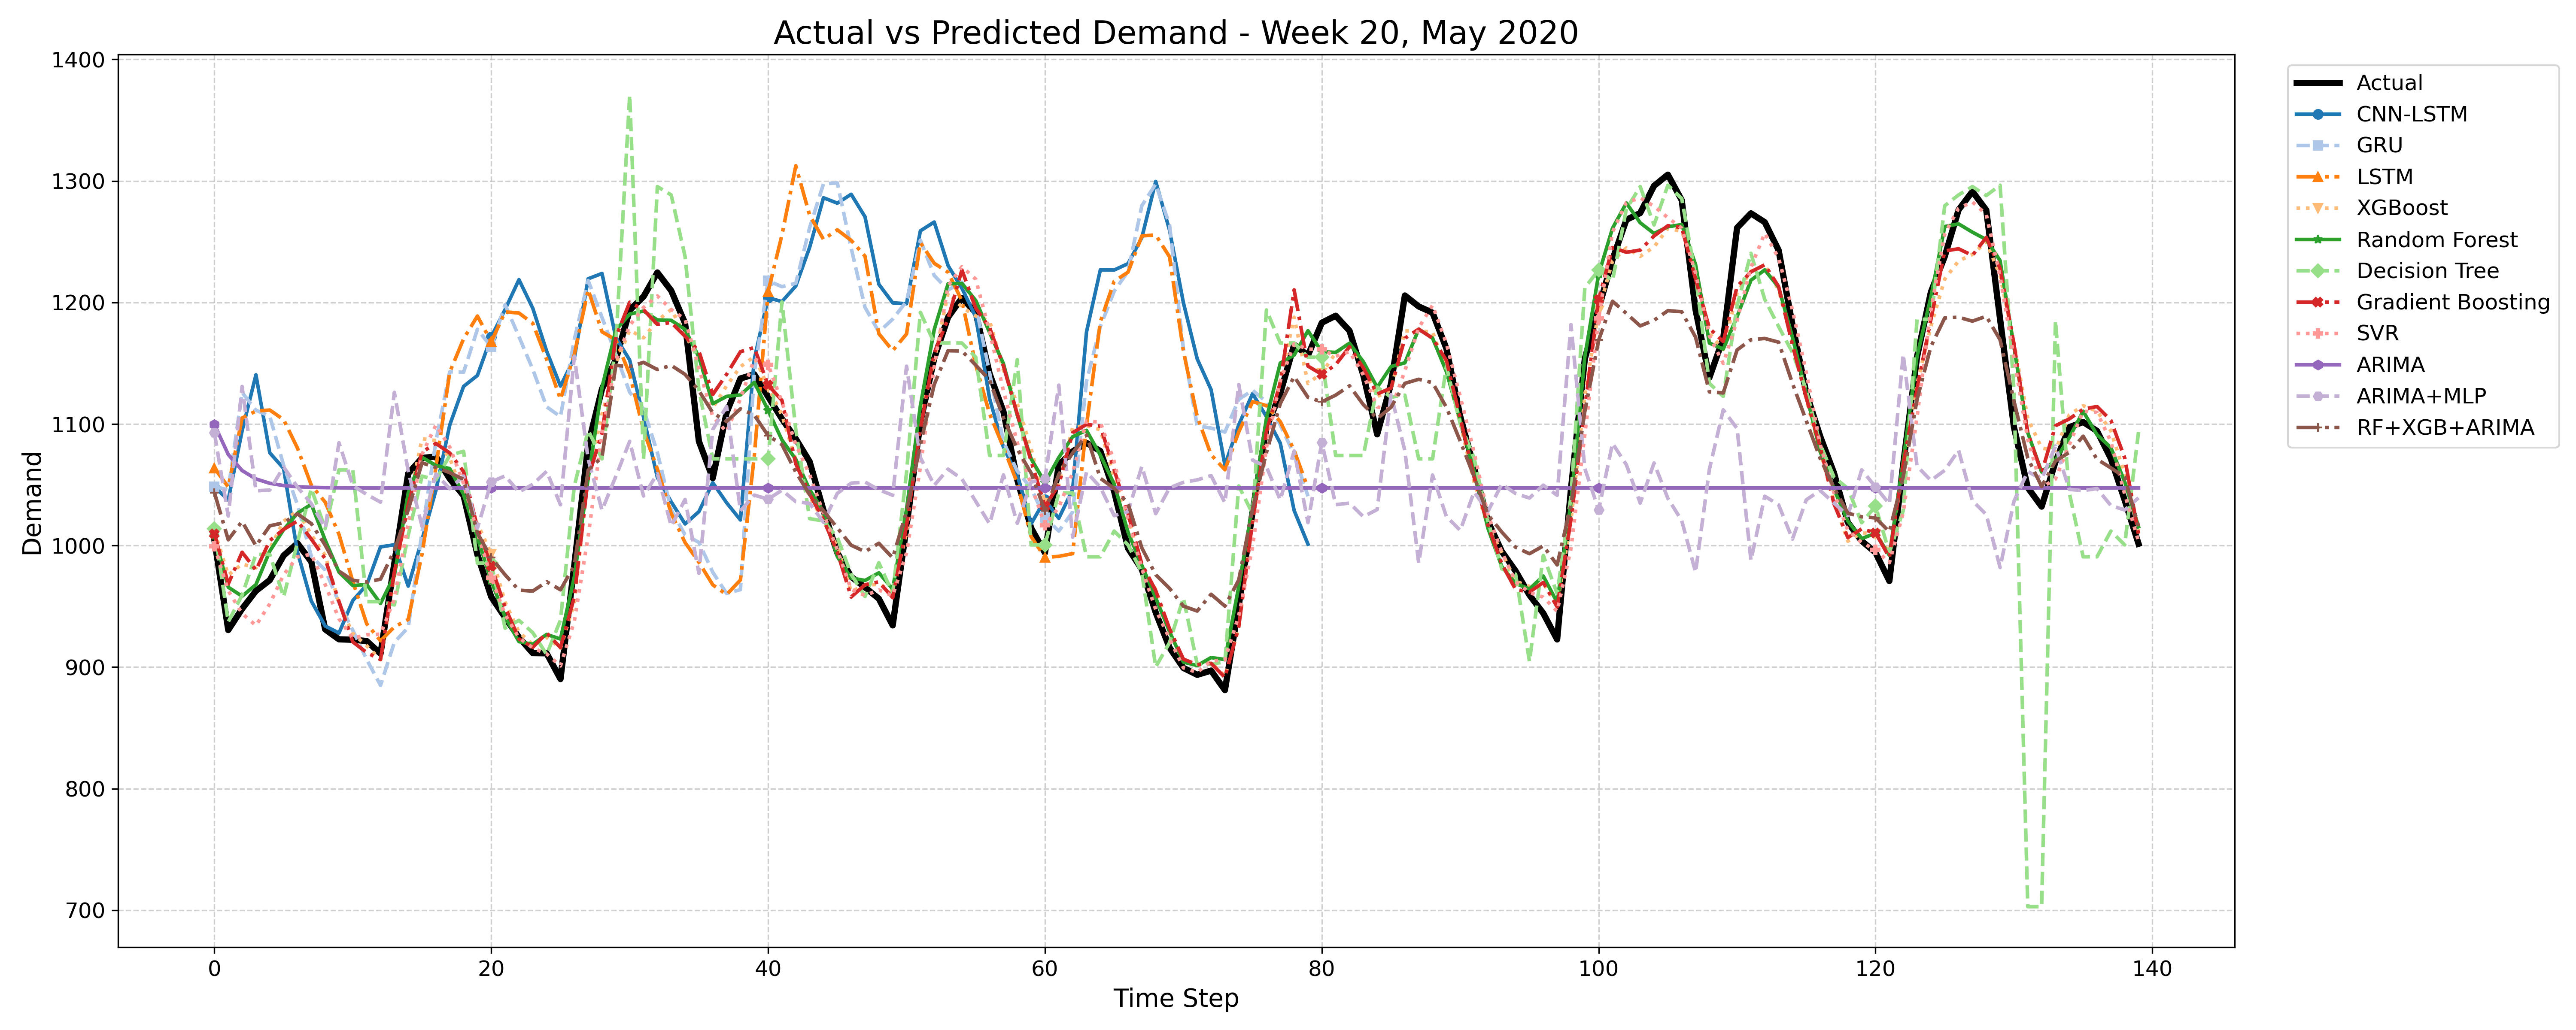 Actual vs Predicted Demand - Week 20, May 2020
Demand
1400
1300
1200
1100
1000
900
800
700
0
20
40
60
80
100
120
140
Time Step
Actual
CNN-LSTM
GRU
LSTM
XGBoost
Random Forest
Decision Tree
Gradient Boosting
SVR
ARIMA
ARIMA+MLP
RF+XGB+ARIMA